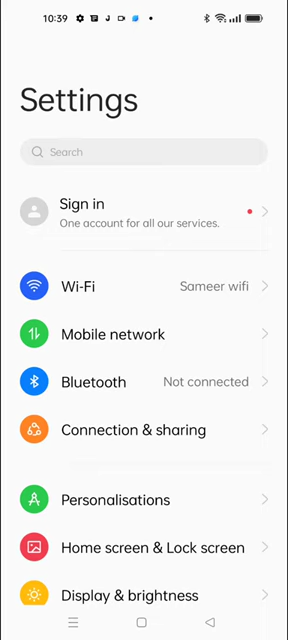 10:39
Settings
Search
Sign in
One account for all our services.
Wi-Fi Sameer wifi
Mobile network
Bluetooth Not connected
Connection & sharing
Personalisations
Home screen & Lock screen
Display & brightness